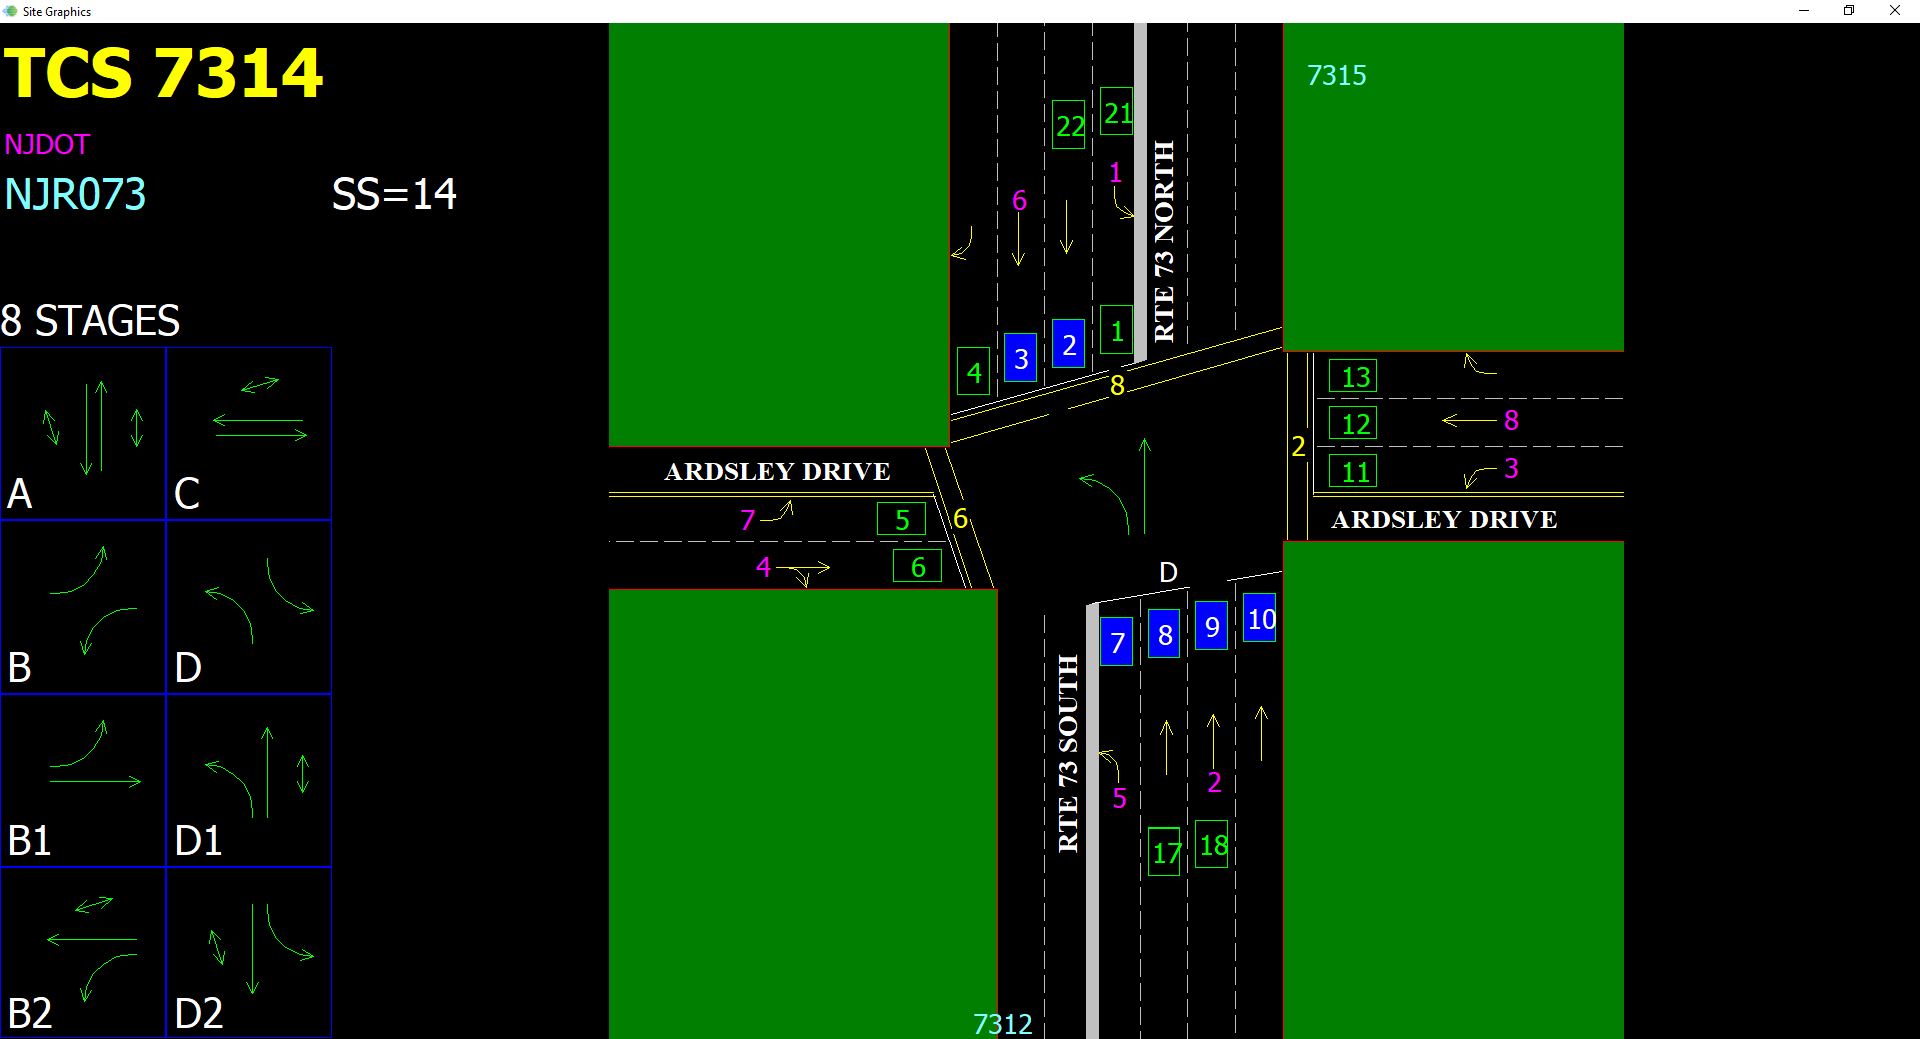 Site Graphics
TCS 7314
NJDOT
NJR073 SS=14
8 STAGES
A C
B D
B1 D1
B2 D2
7315
21
22
1
6
RTE 73 NORTH
1
2
3
4
8
13
8
12
2
3
11
ARDSLEY DRIVE
ARDSLEY DRIVE
7
5
6
4
6
D
10
9
8
7
RTE 73 SOUTH
2
5
18
17
7312